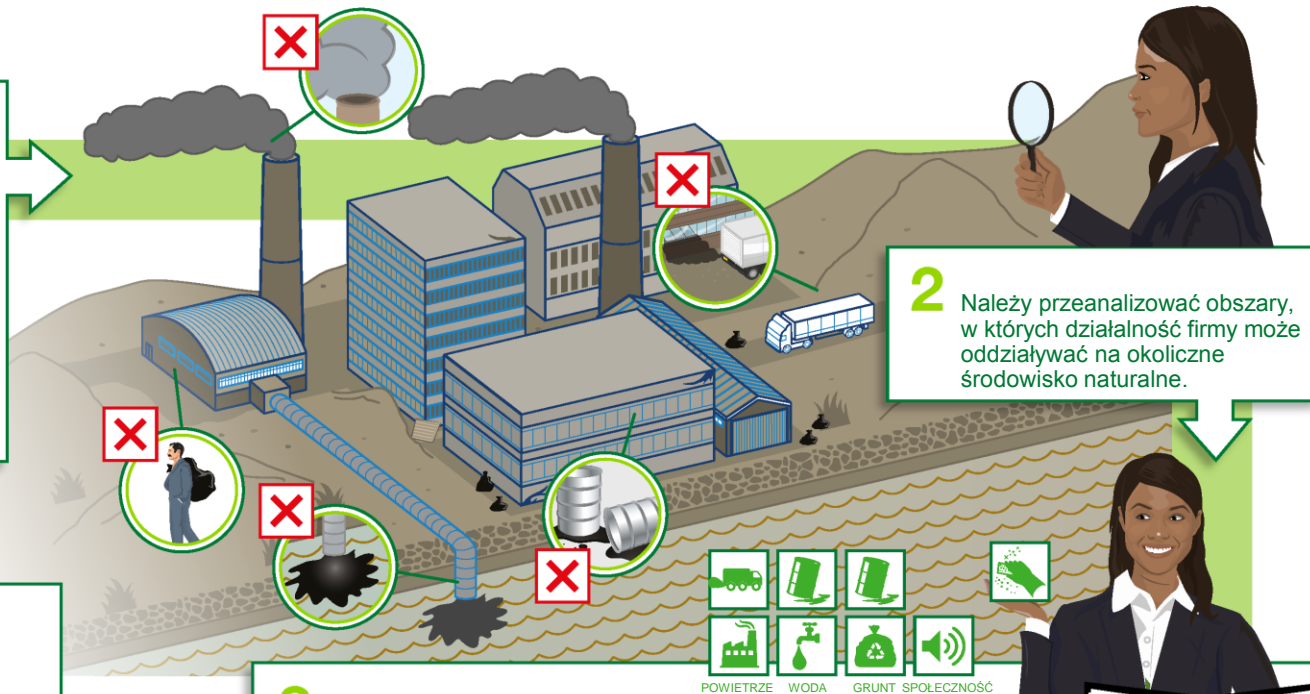 2
Należy przeanalizować obszary,
w których działalność firmy może
oddziaływać na okoliczne
środowisko naturalne.
POWIETRZE WODA GRUNT SPOŁECZNOŚĆ